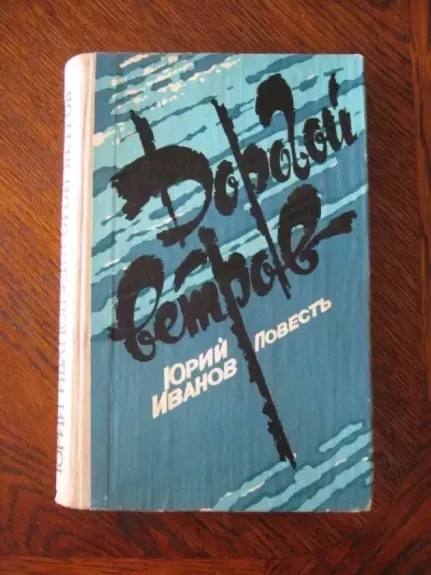 Дорогой
ветров
Юрий
Иванов
Повесть